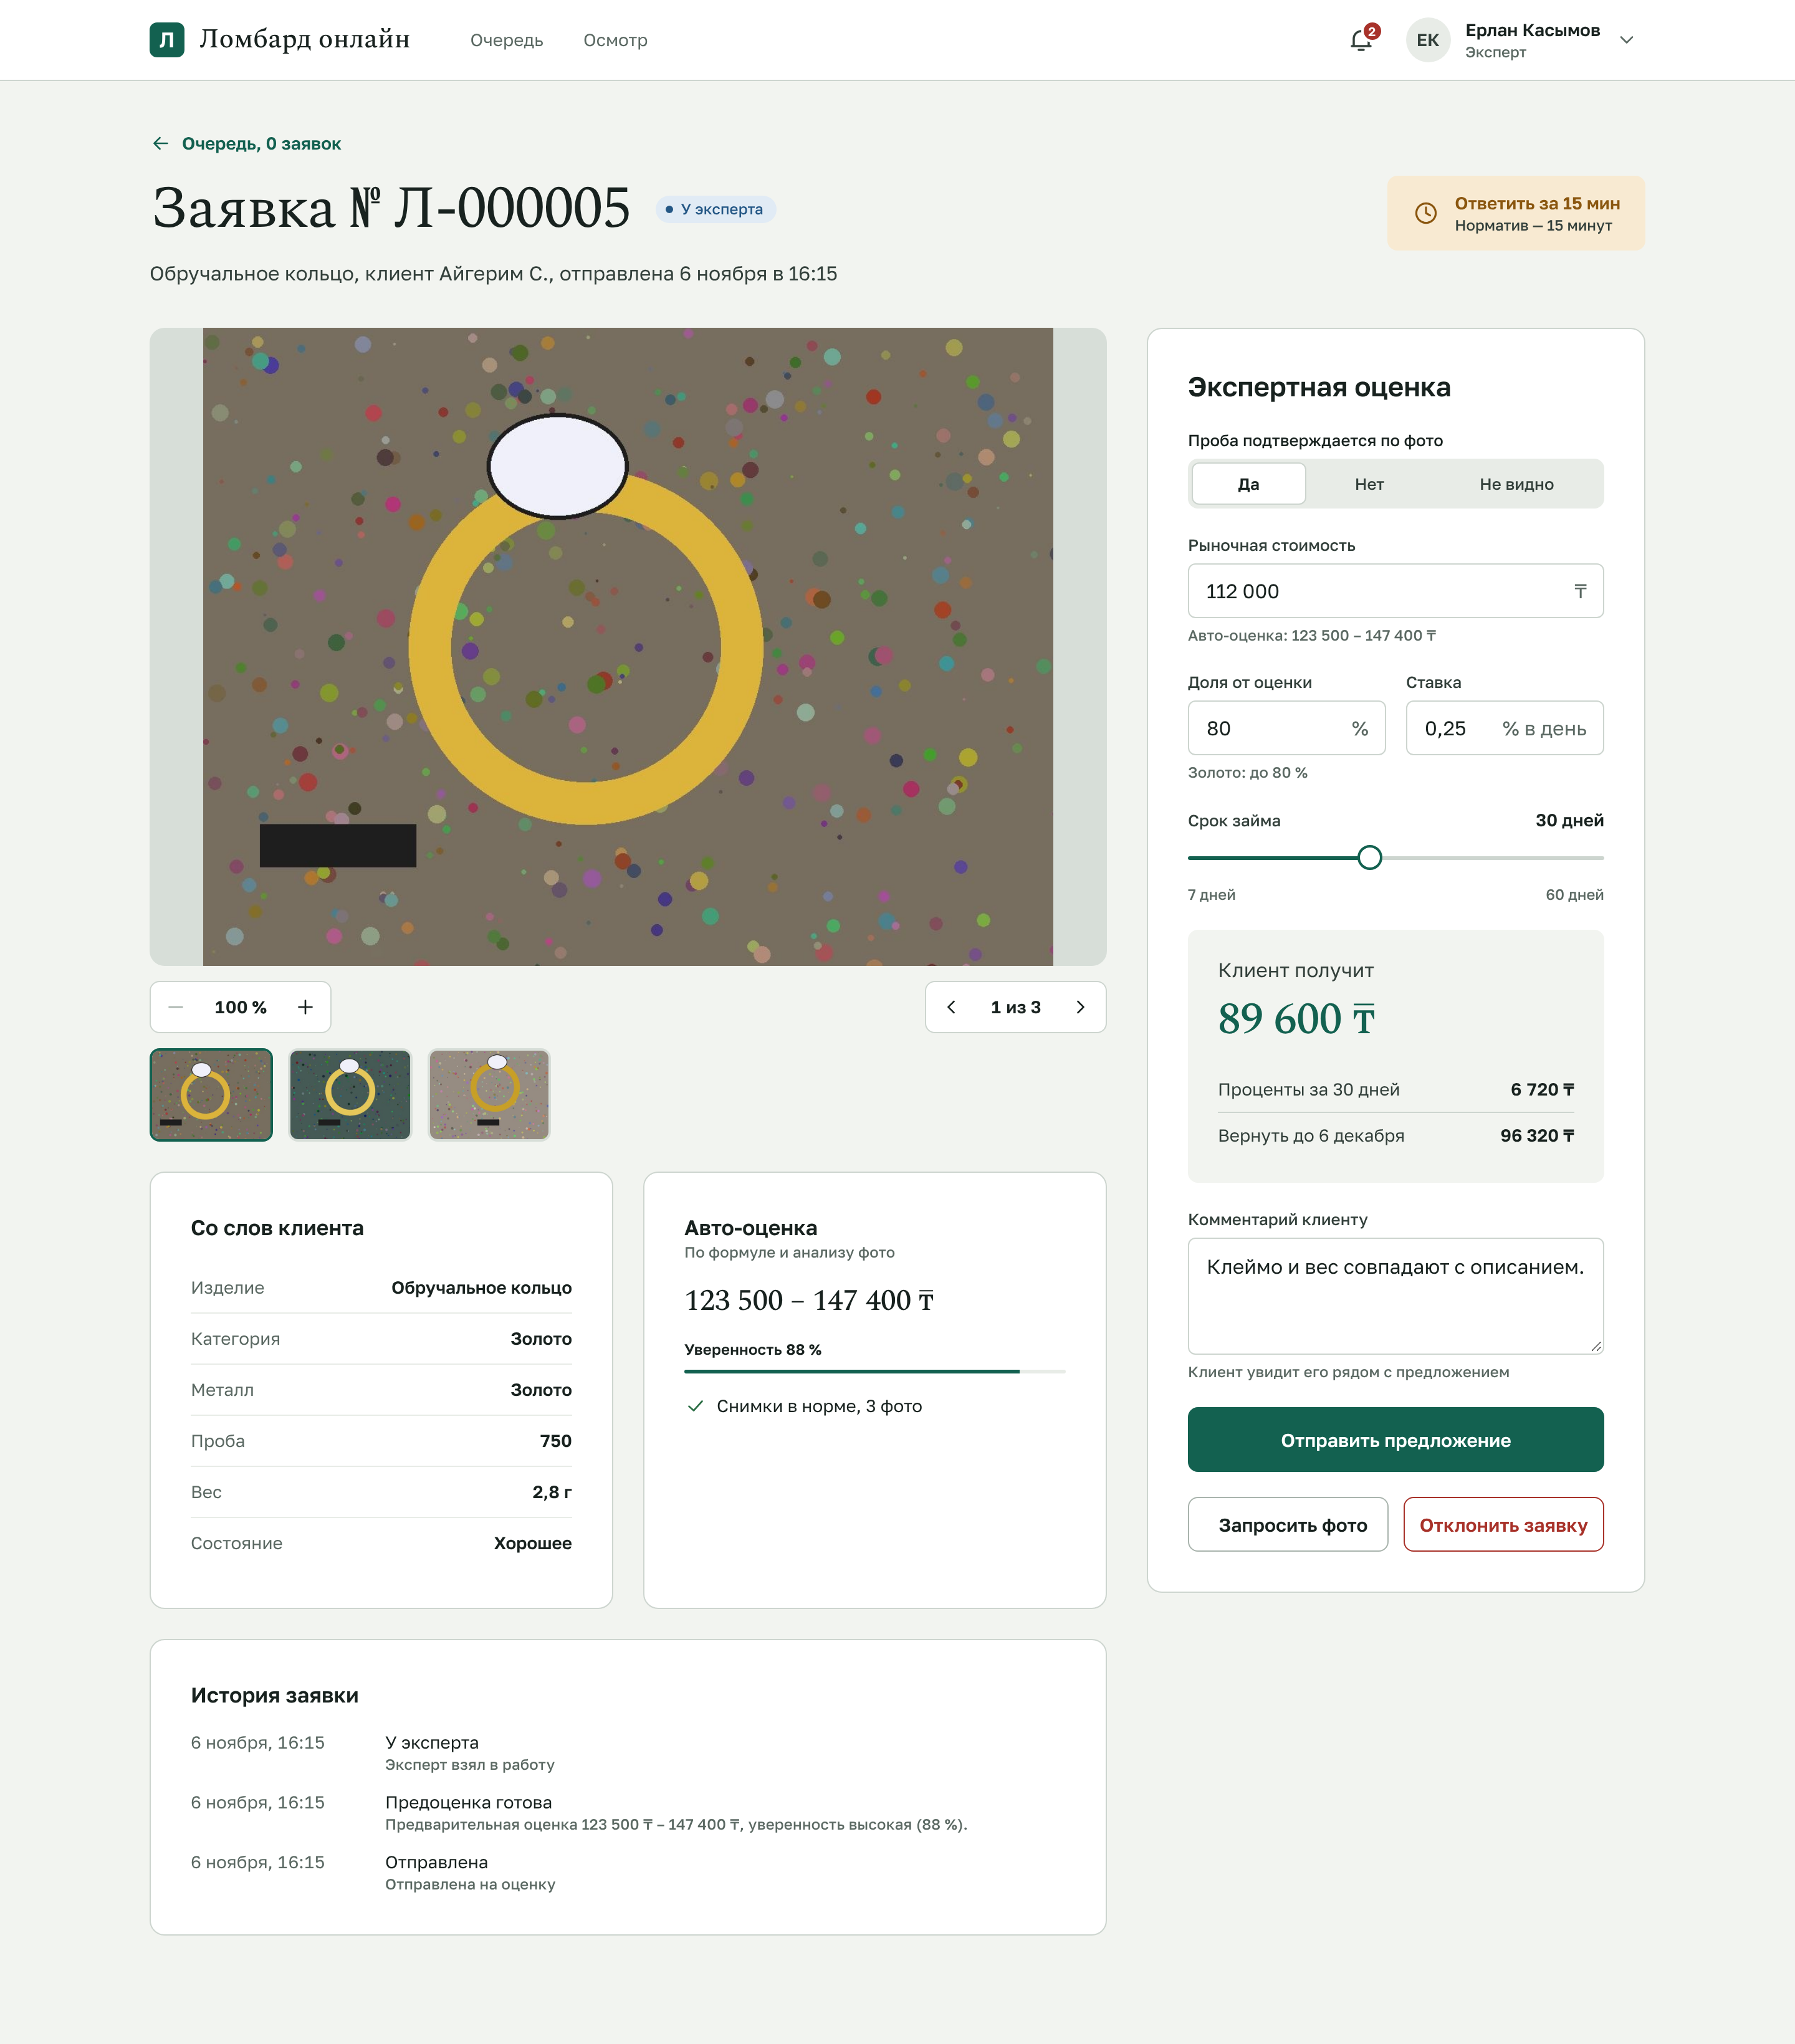 Л Ломбард онлайн Очередь Осмотр 2 ЕК Ерлан Касымов
Эксперт
Очередь, 0 заявок
Заявка № Л-000005 У эксперта
Ответить за 15 мин
Норматив — 15 минут
Обручальное кольцо, клиент Айгерим С., отправлена 6 ноября в 16:15
100 % 1 из 3
Со слов клиента
Изделие Обручальное кольцо
Категория Золото
Металл Золото
Проба 750
Вес 2,8 г
Состояние Хорошее
Авто-оценка
По формуле и анализу фото
123 500 – 147 400 ₸
Уверенность 88 %
Снимки в норме, 3 фото
История заявки
6 ноября, 16:15 У эксперта
Эксперт взял в работу
6 ноября, 16:15 Предоценка готова
Предварительная оценка 123 500 ₸ – 147 400 ₸, уверенность высокая (88 %).
6 ноября, 16:15 Отправлена
Отправлена на оценку
Экспертная оценка
Проба подтверждается по фото
Да Нет Не видно
Рыночная стоимость
112 000 ₸
Авто-оценка: 123 500 – 147 400 ₸
Доля от оценки Ставка
80 % 0,25 % в день
Золото: до 80 %
Срок займа 30 дней
7 дней 60 дней
Клиент получит
89 600 ₸
Проценты за 30 дней 6 720 ₸
Вернуть до 6 декабря 96 320 ₸
Комментарий клиенту
Клеймо и вес совпадают с описанием.
Клиент увидит его рядом с предложением
Отправить предложение
Запросить фото Отклонить заявку